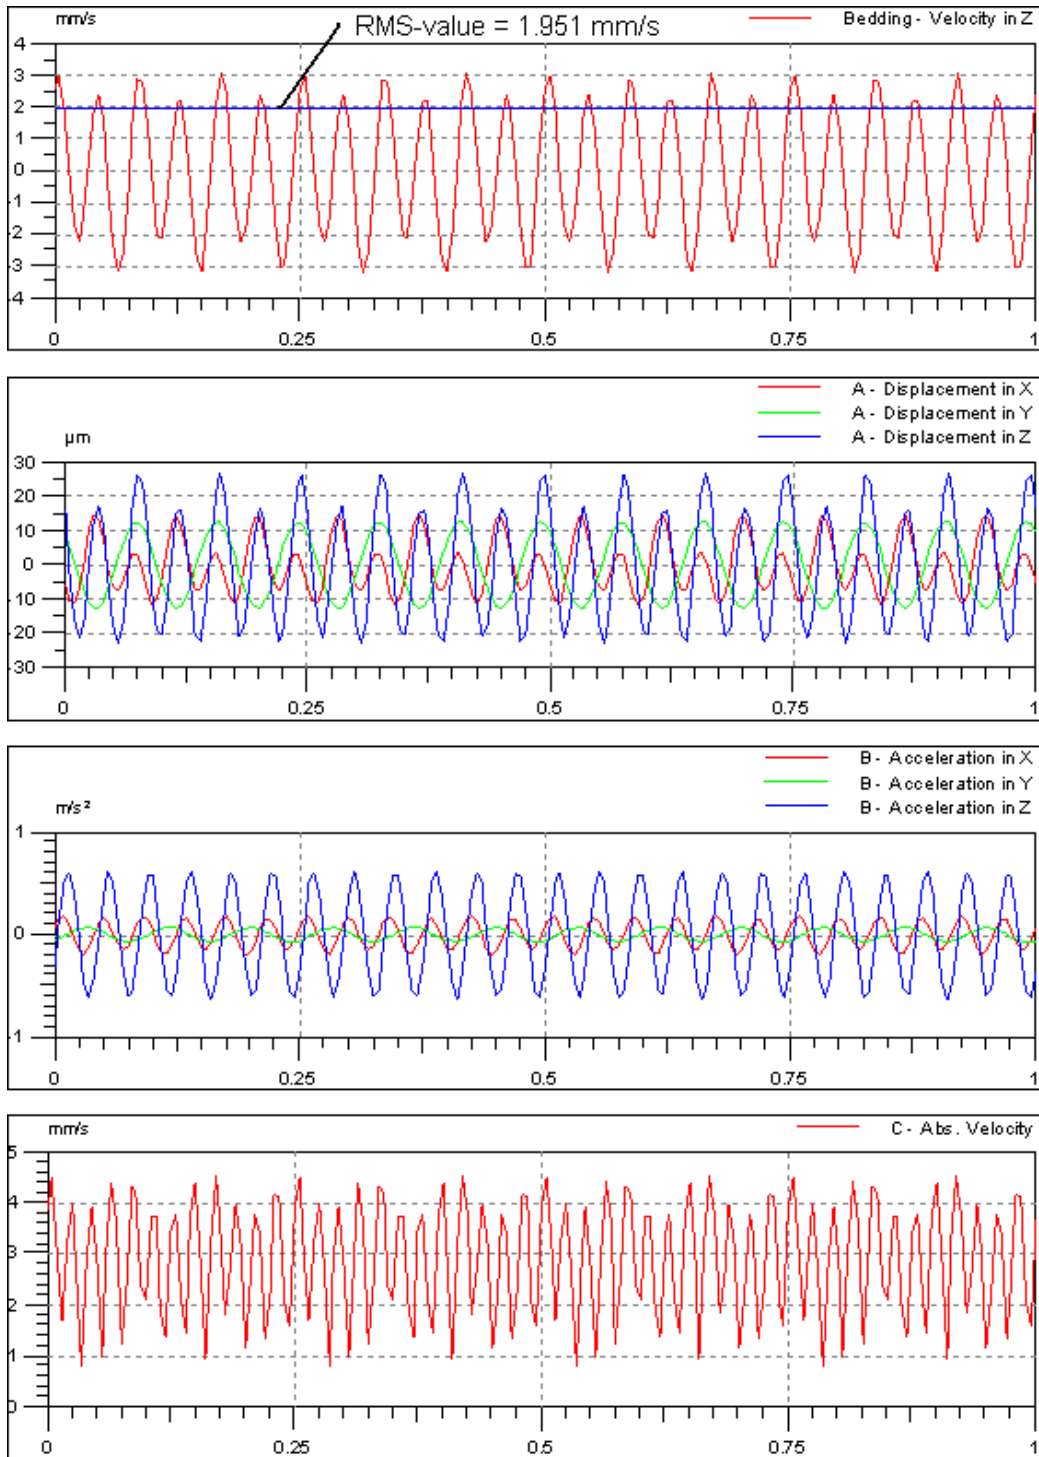 mm/s
RMS-value = 1.951 mm/s
Bedding - Velocity in Z
4
3
2
1
0
-1
-2
-3
-4
0 0.25 0.5 0.75 1
A - Displacement in X
A - Displacement in Y
A - Displacement in Z
µm
30
20
10
0
-10
-20
-30
0 0.25 0.5 0.75 1
B - Acceleration in X
B - Acceleration in Y
B - Acceleration in Z
m/s²
1
0
-1
0 0.25 0.5 0.75 1
mm/s
C - Abs. Velocity
5
4
3
2
1
0
0 0.25 0.5 0.75 1